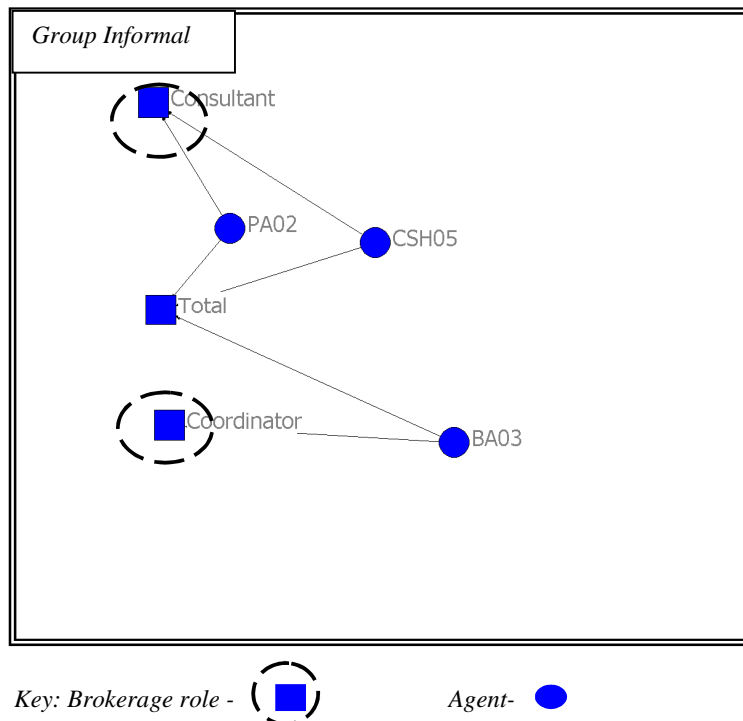 Group Informal
Consultant
PA02
CSH05
Total
Coordinator
BA03
Key: Brokerage role -
Agent-